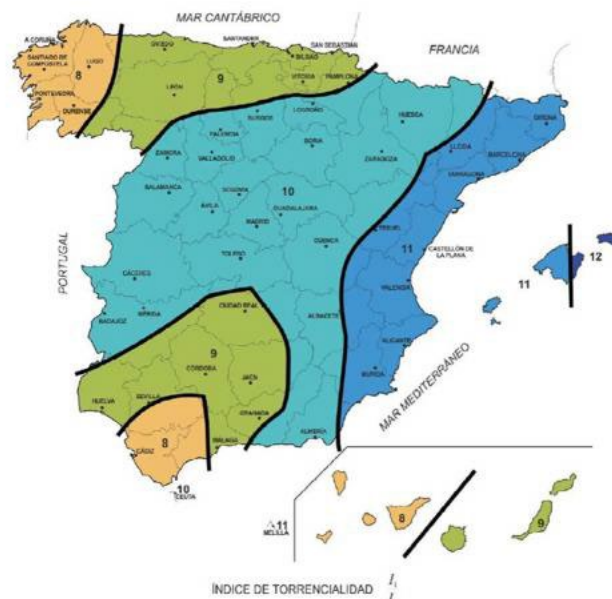 MAR CANTÁBRICO
FRANCIA
A CORUÑA
LUGO
SANTIAGO DE COMPOSTELA
8
PONTEVEDRA
OURENSE
OVIEDO
SANTANDER
SAN SEBASTIÁN
BILBAO
9
VITORIA
PAMPLONA
LEÓN
LOGROÑO
BURGOS
HUESCA
GIRONA
PALENCIA
ZAMORA
VALLADOLID
SORIA
ZARAGOZA
LLEIDA
BARCELONA
TARRAGONA
SALAMANCA
SEGOVIA
10
ÁVILA
GUADALAJARA
MADRID
TERUEL
CUENCA
11
CASTELLÓN DE LA PLANA
12
11
PORTUGAL
TOLEDO
CÁCERES
VALENCIA
MÉRIDA
BADAJOZ
CIUDAD REAL
ALBACETE
ALICANTE
MURCIA
MAR MEDITERRÁNEO
9
CÓRDOBA
JAÉN
HUELVA
SEVILLA
GRANADA
8
MÁLAGA
ALMERÍA
CÁDIZ
10
CEUTA
11
MELILLA
8
9
ÍNDICE DE TORRENCIALIDAD